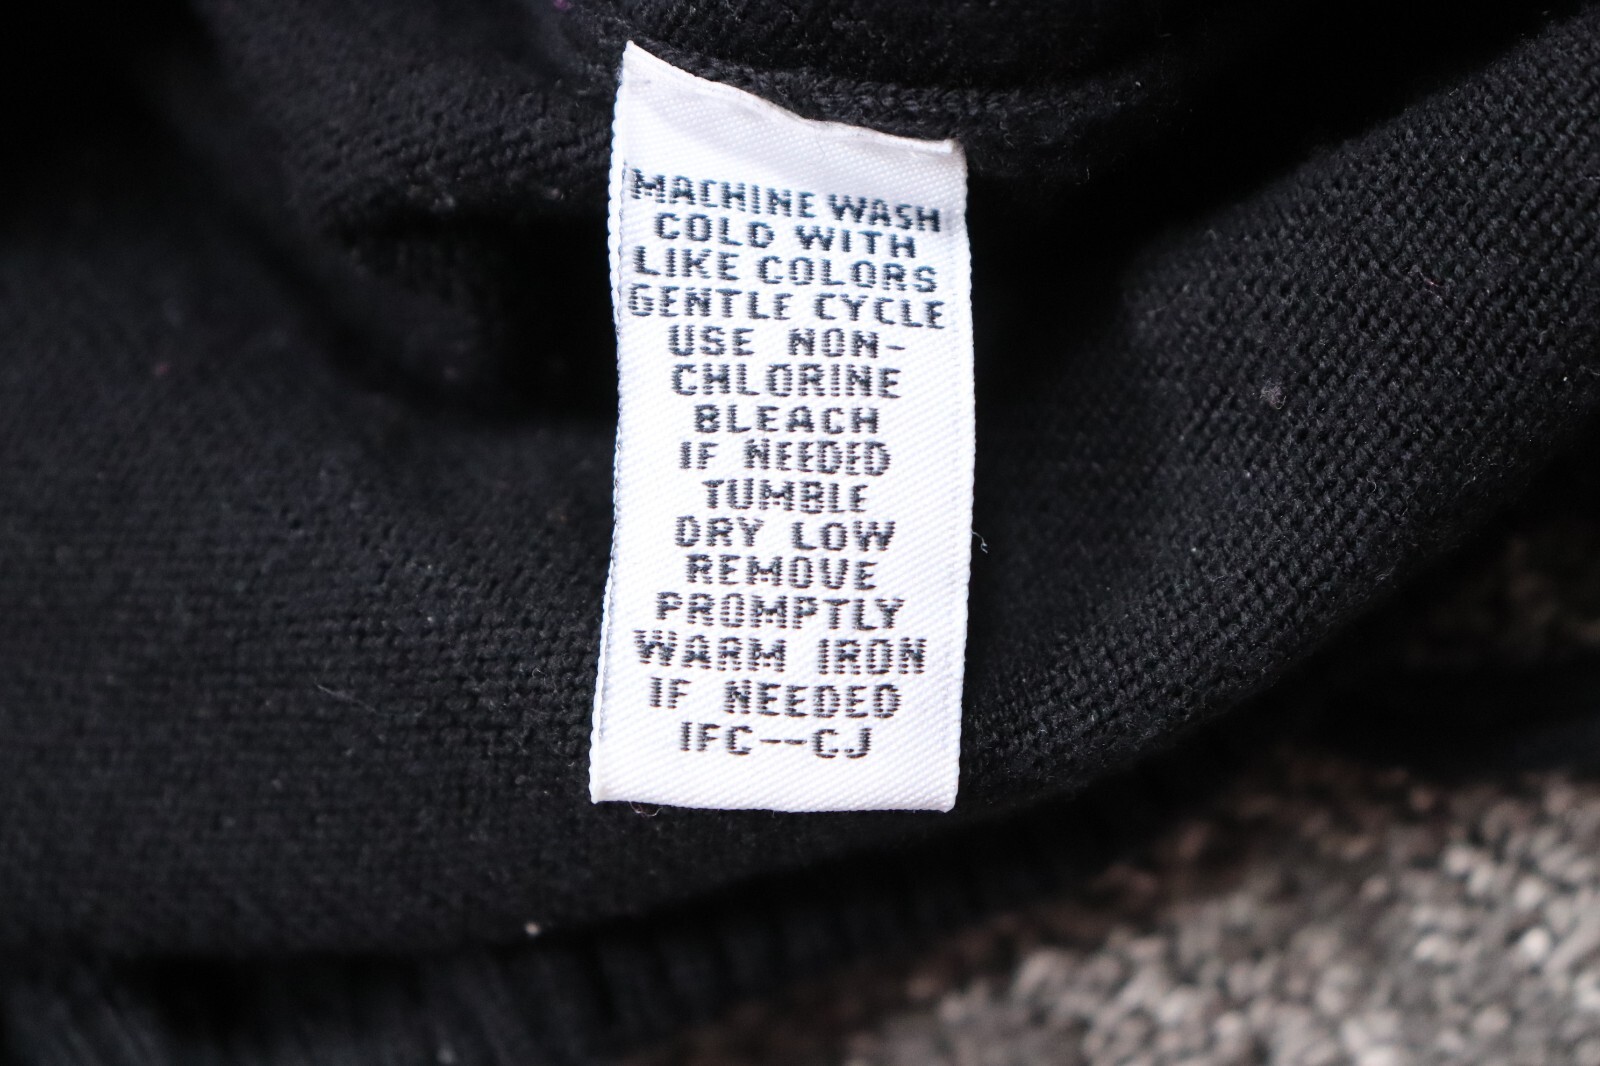 MACHINE WASH
COLD WITH
LIKE COLORS
GENTLE CYCLE
USE NON-
CHLORINE
BLEACH
IF NEEDED
TUMBLE
DRY LOW
REMOVE
PROMPTLY
WARM IRON
IF NEEDED
IFC--CJ